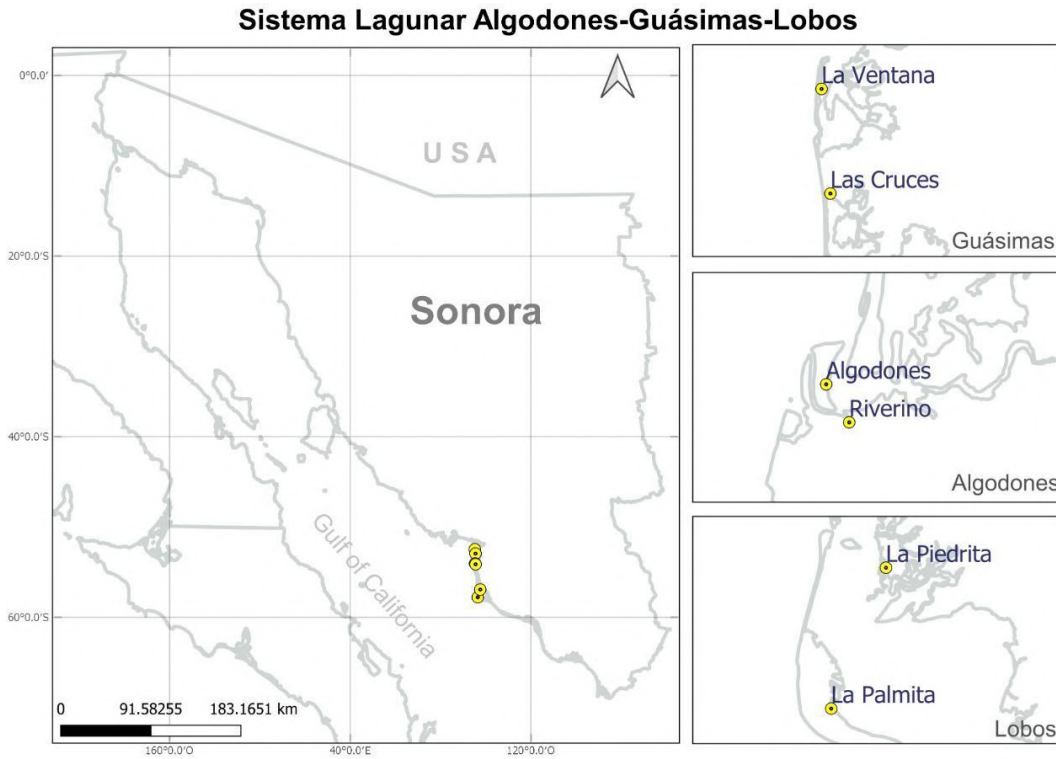 Sistema Lagunar Algodones-Guásimas-Lobos
0°0.0'
20°0.0'S
40°0.0'S
60°0.0'S
160°0.0'O
40°0.0'E
120°0.0'O
USA
Sonora
Gulf of California
0 91.58255 183.1651 km
La Ventana
Las Cruces
Guásimas
Algodones
Riverino
Algodones
La Piedrita
La Palmita
Lobos